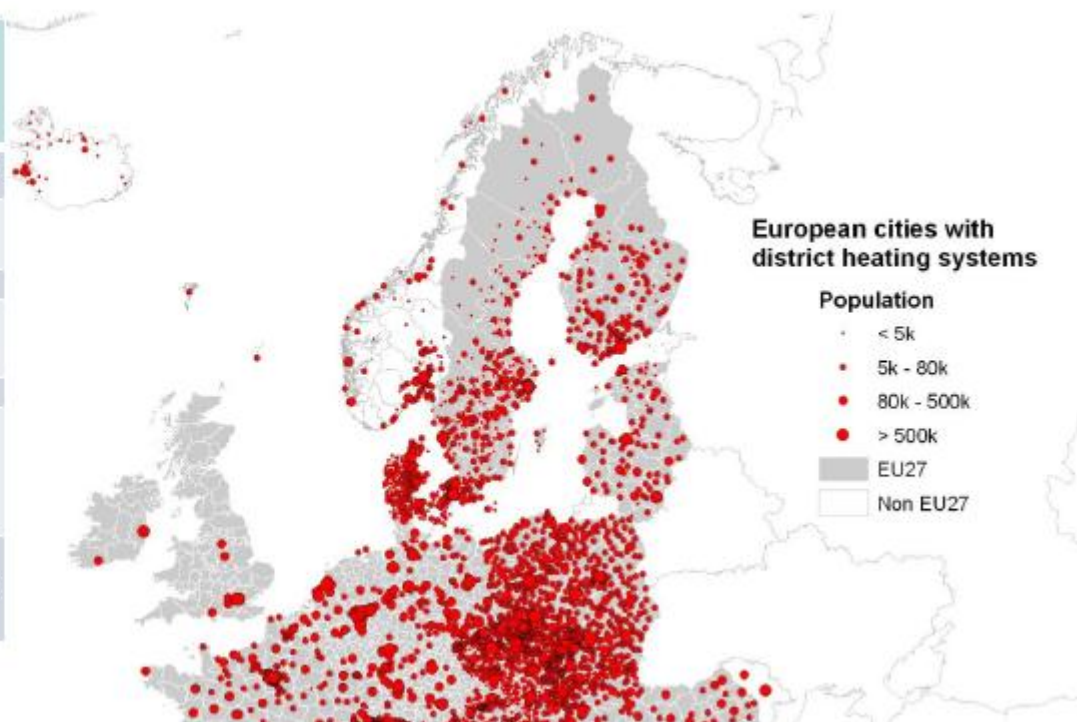 European cities with
district heating systems
Population
< 5k
5k - 80k
80k - 500k
> 500k
EU27
Non EU27